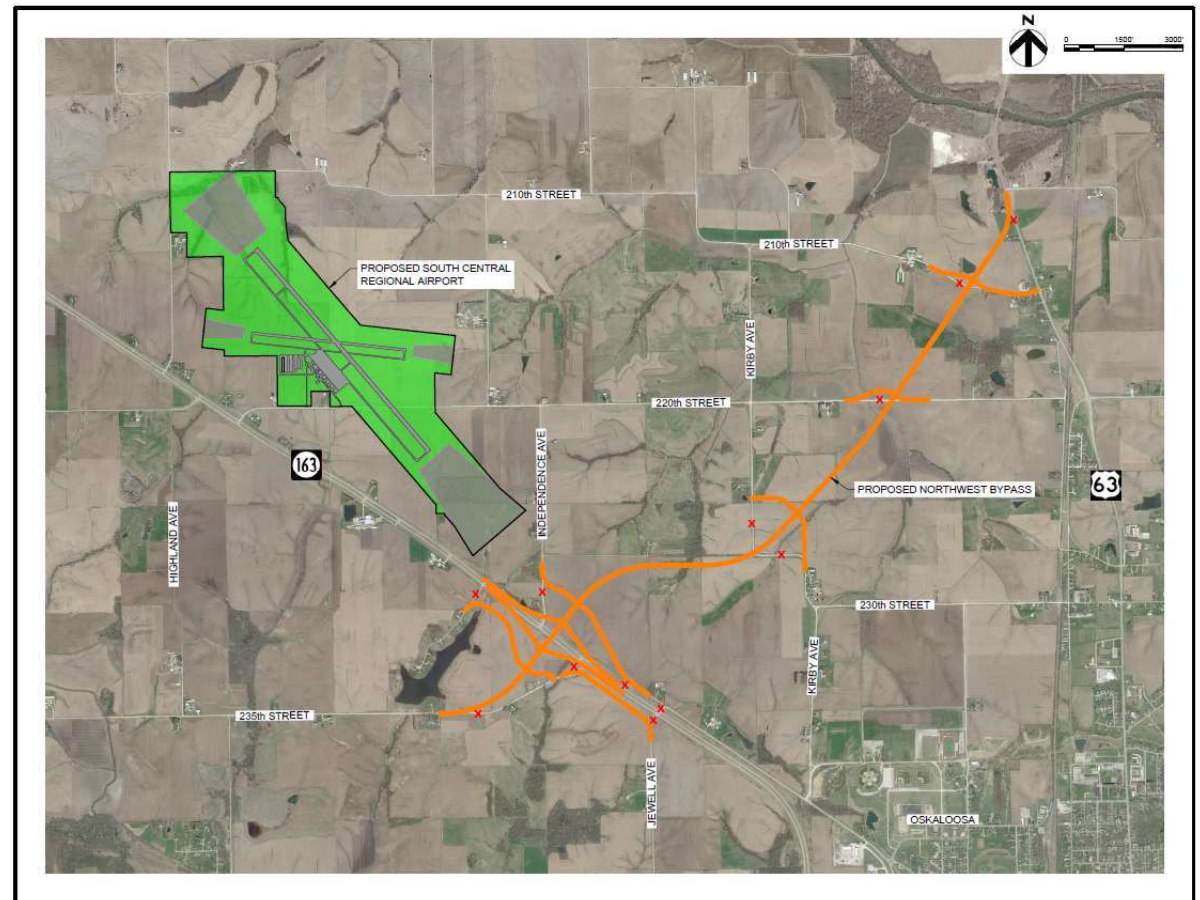 N
0 1500' 3000'
210th STREET
210th STREET
PROPOSED SOUTH CENTRAL
REGIONAL AIRPORT
KIRBY AVE
220th STREET
163
INDEPENDENCE AVE
PROPOSED NORTHWEST BYPASS
63
HIGHLAND AVE
230th STREET
KIRBY AVE
235th STREET
JEWELL AVE
OSKALOOSA